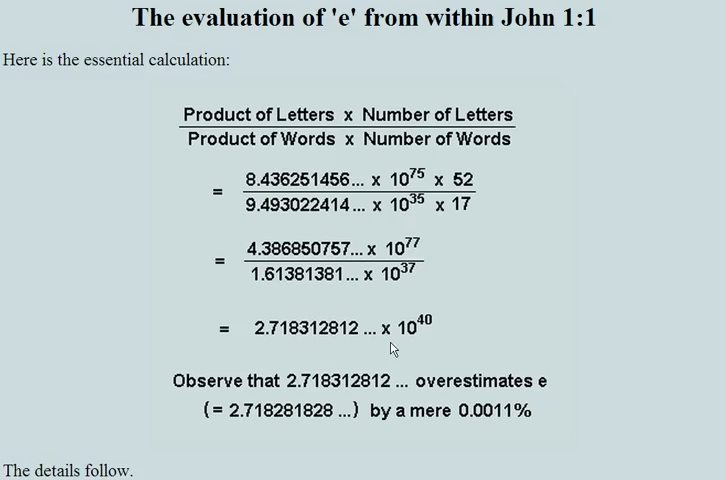 The evaluation of 'e' from within John 1:1
Here is the essential calculation:
Product of Letters x Number of Letters
Product of Words x Number of Words
= 8.436251456... x 10^75 x 52
9.493022414... x 10^35 x 17
= 4.386850757... x 10^77
1.61381381... x 10^37
= 2.718312812 ... x 10^40
Observe that 2.718312812 ... overestimates e
(= 2.718281828 ...) by a mere 0.0011%
The details follow.